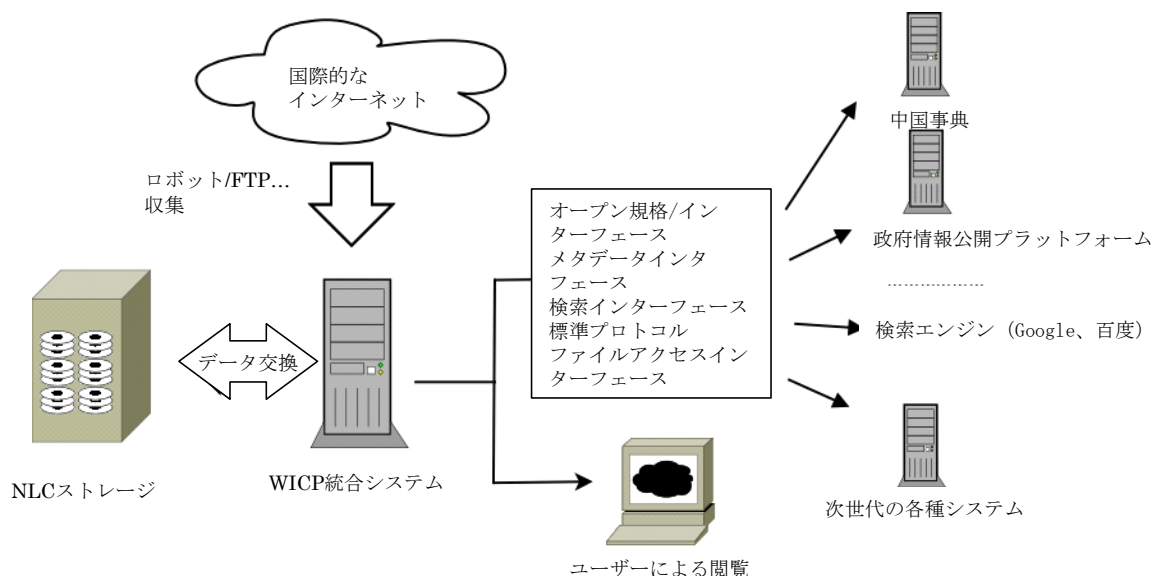 国際的な
インターネット
ロボット/FTP…
収集
データ交換
NLCストレージ
WICP統合システム
オープン規格/イン
ターフェース
メタデータインタ
フェース
検索インターフェース
標準プロトコル
ファイルアクセスイン
ターフェース
ユーザーによる閲覧
中国事典
政府情報公開プラットフォーム
………………
検索エンジン（Google、百度）
次世代の各種システム